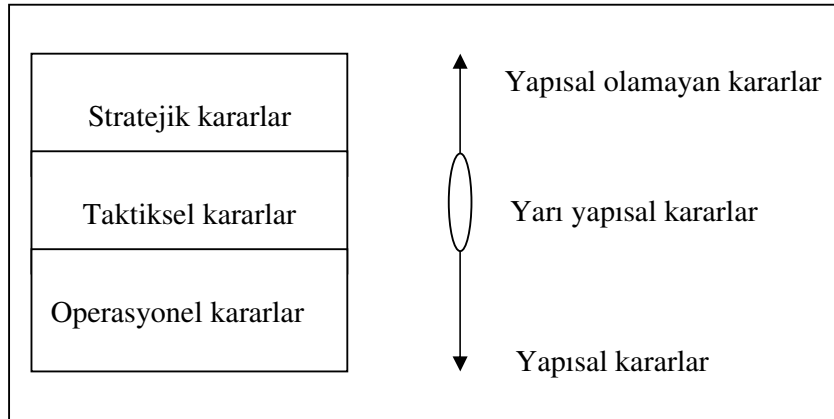 Stratejik kararlar
Yapısal olamayan kararlar
Taktiksel kararlar
Yarı yapısal kararlar
Operasyonel kararlar
Yapısal kararlar